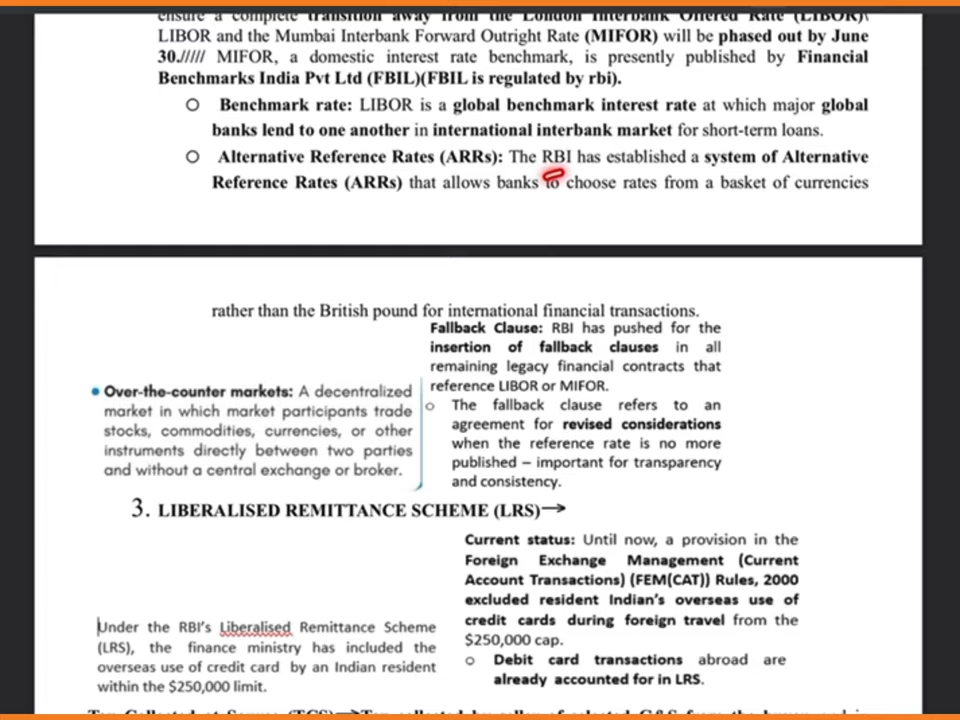 ensure a complete transition away from the London Interbank Offered Rate (LIBOR)\
LIBOR and the Mumbai Interbank Forward Outright Rate (MIFOR) will be phased out by June
30.///// MIFOR, a domestic interest rate benchmark, is presently published by Financial
Benchmarks India Pvt Ltd (FBIL)(FBIL is regulated by rbi).
O Benchmark rate: LIBOR is a global benchmark interest rate at which major global
banks lend to one another in international interbank market for short-term loans.
O Alternative Reference Rates (ARRs): The RBI has established a system of Alternative
Reference Rates (ARRs) that allows banks to choose rates from a basket of currencies
rather than the British pound for international financial transactions.
Fallback Clause: RBI has pushed for the
insertion of fallback clauses in all
remaining legacy financial contracts that
reference LIBOR or MIFOR.
o The fallback clause refers to an
agreement for revised considerations
when the reference rate is no more
published – important for transparency
and consistency.
• Over-the-counter markets: A decentralized
market in which market participants trade
stocks, commodities, currencies, or other
instruments directly between two parties
and without a central exchange or broker.
3. LIBERALISED REMITTANCE SCHEME (LRS)→
Current status: Until now, a provision in the
Foreign Exchange Management (Current
Account Transactions) (FEM(CAT)) Rules, 2000
excluded resident Indian's overseas use of
credit cards during foreign travel from the
$250,000 cap.
o Debit card transactions abroad are
already accounted for in LRS.
Under the RBI's Liberalised Remittance Scheme
(LRS), the finance ministry has included the
overseas use of credit card by an Indian resident
within the $250,000 limit.